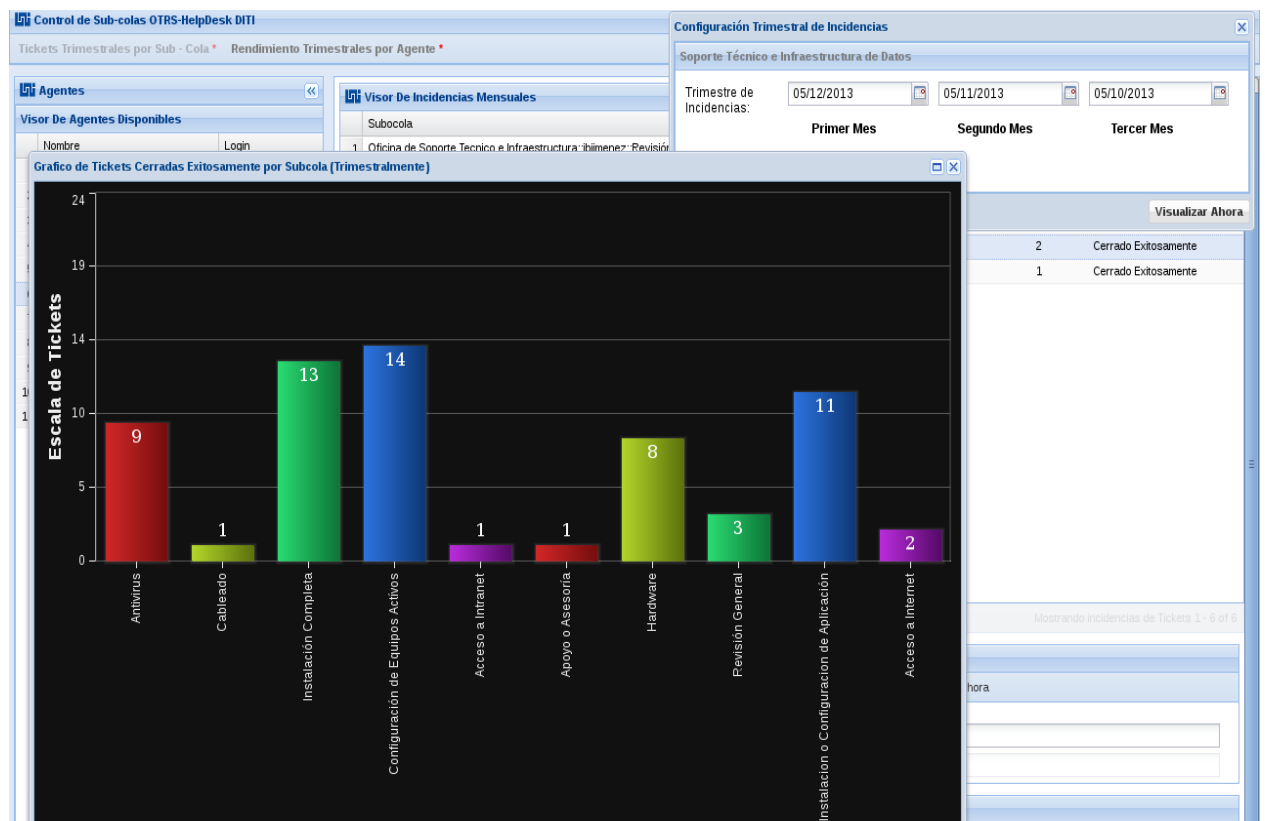 Control de Sub-colas OTRS-HelpDesk DITI
Tickets Trimestrales por Sub - Cola *
Rendimiento Trimestrales por Agente *
Configuración Trimestral de Incidencias
Soporte Técnico e Infraestructura de Datos
Trimestre de Incidencias:
05/12/2013
05/11/2013
05/10/2013
Primer Mes
Segundo Mes
Tercer Mes
Visualizar Ahora
Agentes
Visor De Agentes Disponibles
Nombre
Login
Visor De Incidencias Mensuales
Subocola
1 Oficina de Soporte Tecnico e Infraestructura::ibjimenez::Revisión
2 Cerrado Exitosamente
1 Cerrado Exitosamente
Grafico de Tickets Cerradas Exitosamente por Subcola (Trimestralmente)
Escala de Tickets
24
19
14
10
5
0
9
1
13
14
1
1
8
3
11
2
Antivirus
Cableado
Instalación Completa
Configuración de Equipos Activos
Acceso a Intranet
Apoyo o Asesoría
Hardware
Revisión General
Instalacion o Configuracion de Aplicación
Acceso a Internet
Mostrando incidencias de Tickets 1 - 6 of 6
hora